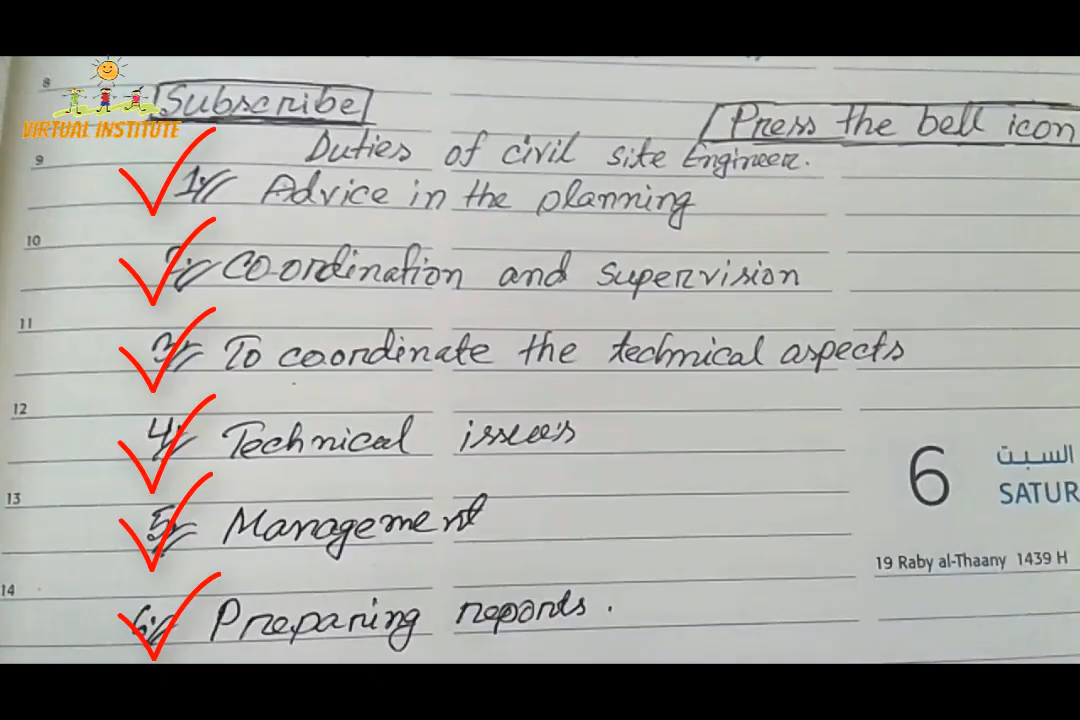 8
Subscribe
VIRTUAL INSTITUTE
Press the bell icon
9
Duties of civil site Engineer.
1 Advice in the planning
10
2 Co-ordination and supervision
11
3 To coordinate the technical aspects
12
4 Technical issues
6
السبت
SATUR
13
5 Management
19 Raby al-Thaany 1439 H
14
6 Preparing reports.